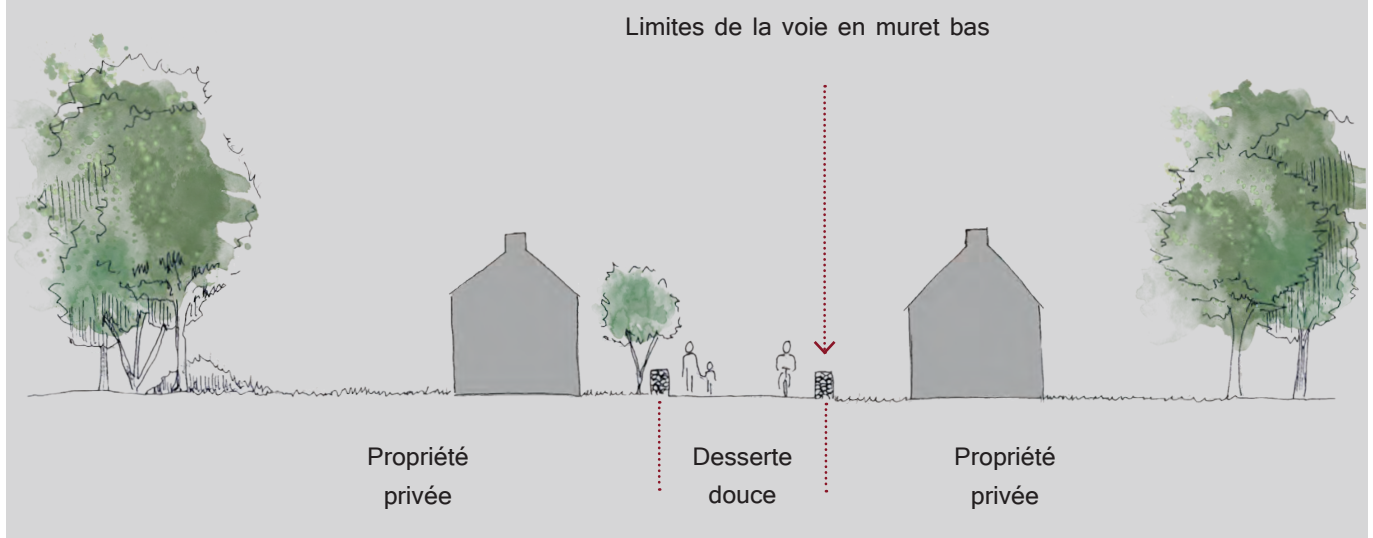 Limites de la voie en muret bas
Propriété
privée
Desserte
douce
Propriété
privée